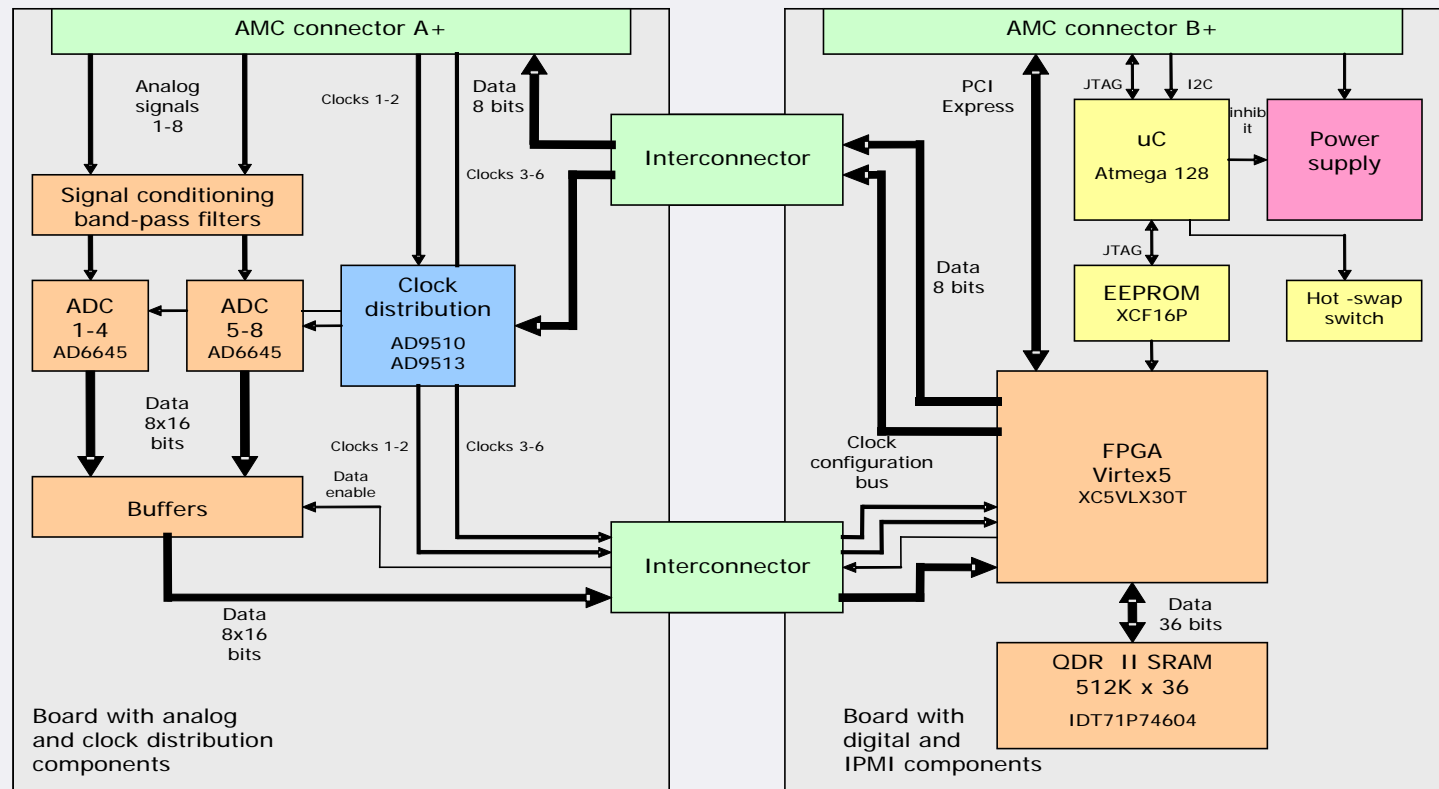 AMC connector A+
AMC connector B+
Analog
signals
1-8
Clocks 1-2
Data
8 bits
Clocks 3-6
Interconnector
PCI
Express
JTAG
I2C
uC
Atmega 128
inhib
it
Power
supply
Signal conditioning
band-pass filters
JTAG
ADC
1-4
AD6645
ADC
5-8
AD6645
Clock
distribution
AD9510
AD9513
Data
8 bits
EEPROM
XCF16P
Hot -swap
switch
Data
8x16
bits
Clocks 1-2
Clocks 3-6
Clock
configuration
bus
FPGA
Virtex5
XC5VLX30T
Data
enable
Buffers
Interconnector
Data
8x16
bits
Data
36 bits
QDR II SRAM
512K x 36
IDT71P74604
Board with analog
and clock distribution
components
Board with
digital and
IPMI components